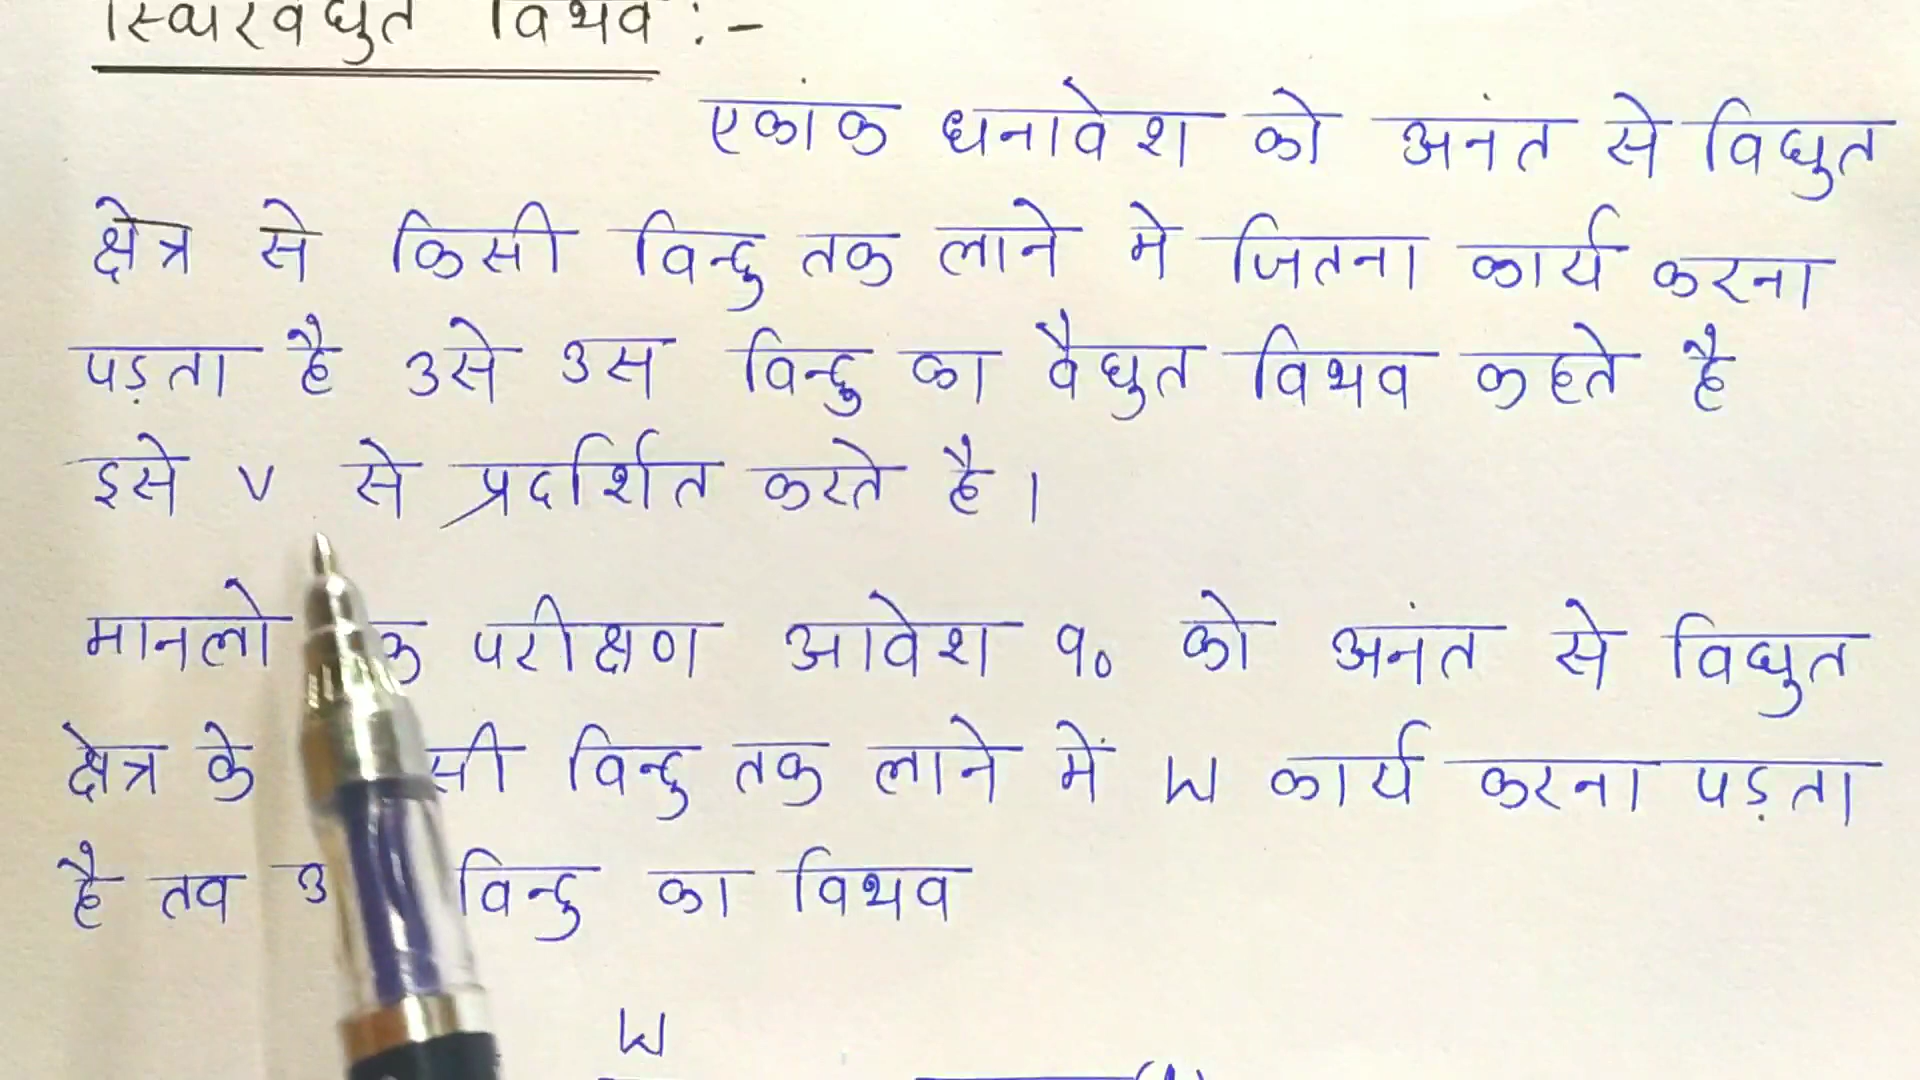 स्थिरवैधुत विभव :-
एकांक धनावेश को अनंत से विधुत
क्षेत्र से किसी विन्दु तक लाने मे जितना कार्य करना
पड़ता है उसे उस विन्दु का वैधुत विभव कहते है
इसे V से प्रदर्शित करते है।
मानलो परीक्षण आवेश q₀ को अनंत से विधुत
क्षेत्र के विन्दु तक लाने में W कार्य करना पड़ता
है तव विन्दु का विभव
W